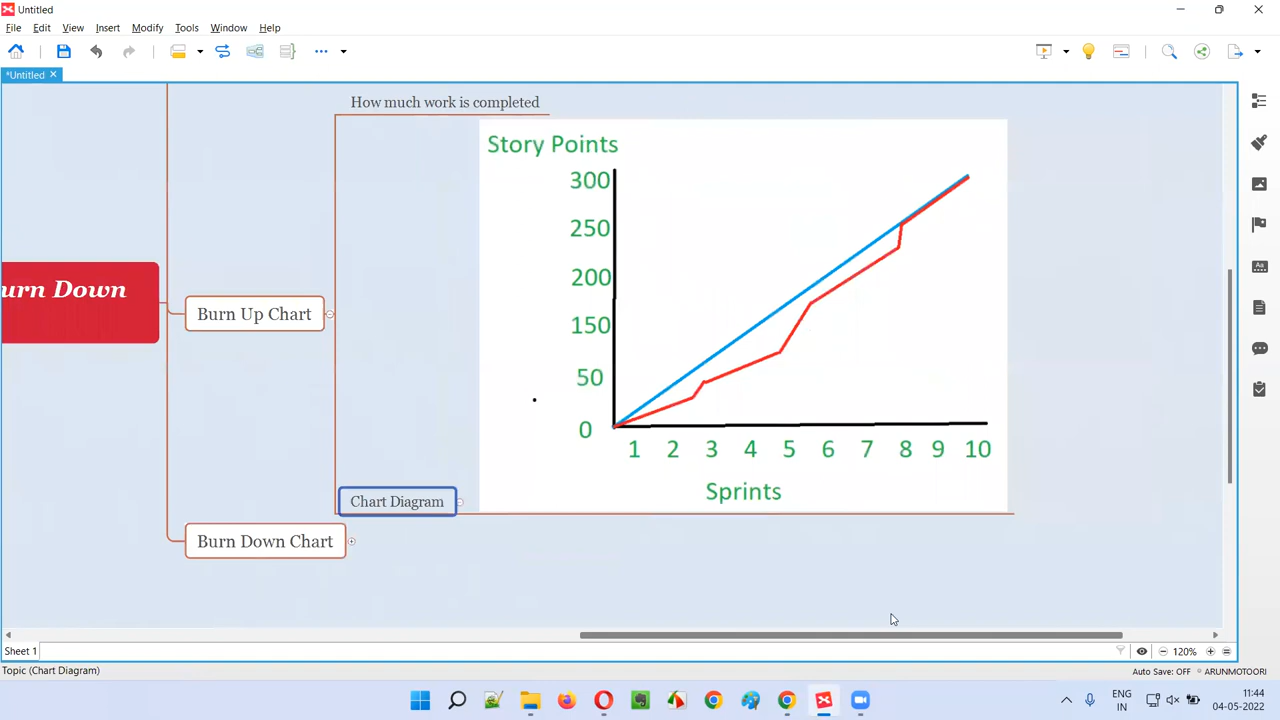 Untitled
File Edit View Insert Modify Tools Window Help
*Untitled
How much work is completed
Story Points
300
250
200
150
50
0
1 2 3 4 5 6 7 8 9 10
Sprints
urn Down
Burn Up Chart
Chart Diagram
Burn Down Chart
Sheet 1
120%
Topic (Chart Diagram)
Auto Save: OFF ARUNMOTOORI
ENG
IN
11:44
04-05-2022